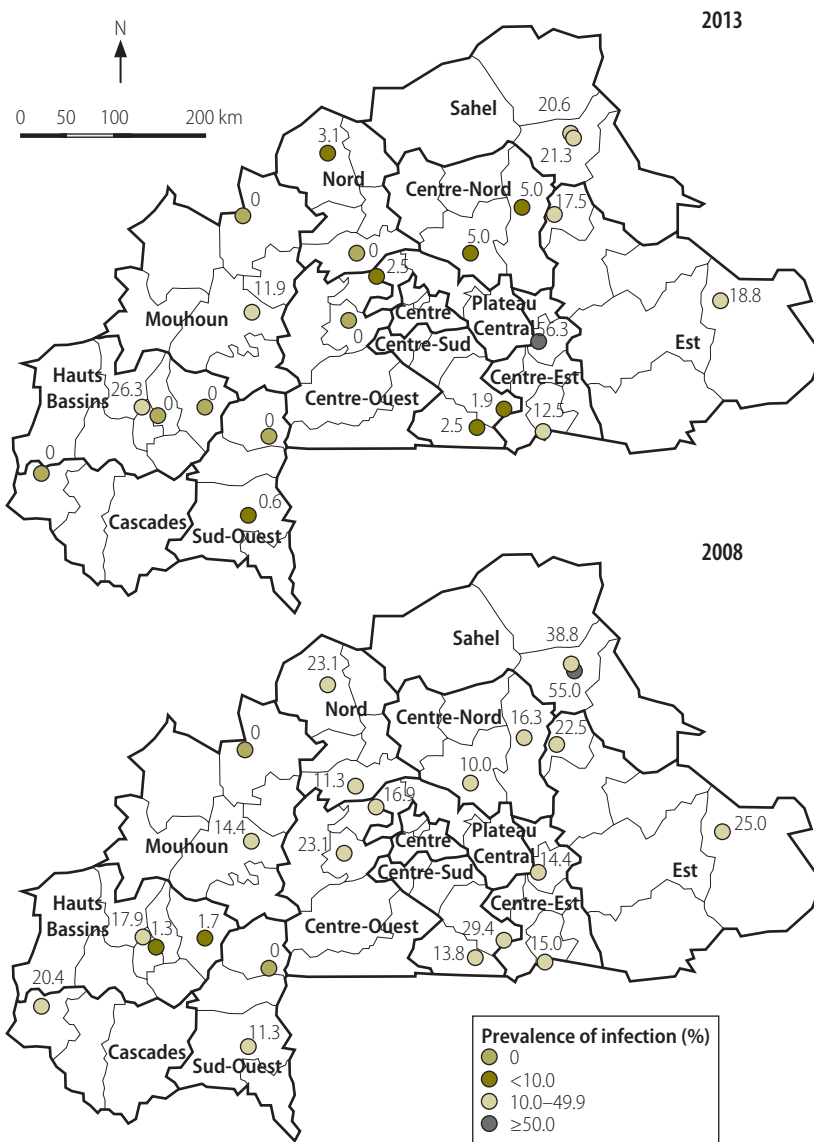 2013
N
0 50 100 200 km
Sahel
20.6
21.3
3.1
Nord
Centre-Nord
5.0
17.5
0
0
5.0
2.5
11.9
18.8
Mouhoun
Centre
Plateau
Central
56.3
0
Centre-Sud
Est
Hauts
Bassins
26.3
0
0
Centre-Ouest
Centre-Est
1.9
12.5
2.5
0
0
0.6
Cascades
Sud-Ouest
2008
Sahel
38.8
55.0
23.1
Nord
Centre-Nord
16.3
22.5
0
11.3
10.0
16.9
25.0
14.4
Mouhoun
23.1
Centre
Plateau
Central
14.4
Centre-Sud
Est
Hauts
Bassins
17.9
1.3
1.7
Centre-Ouest
Centre-Est
29.4
15.0
13.8
0
20.4
11.3
Cascades
Sud-Ouest
Prevalence of infection (%)
0
<10.0
10.0–49.9
≥50.0